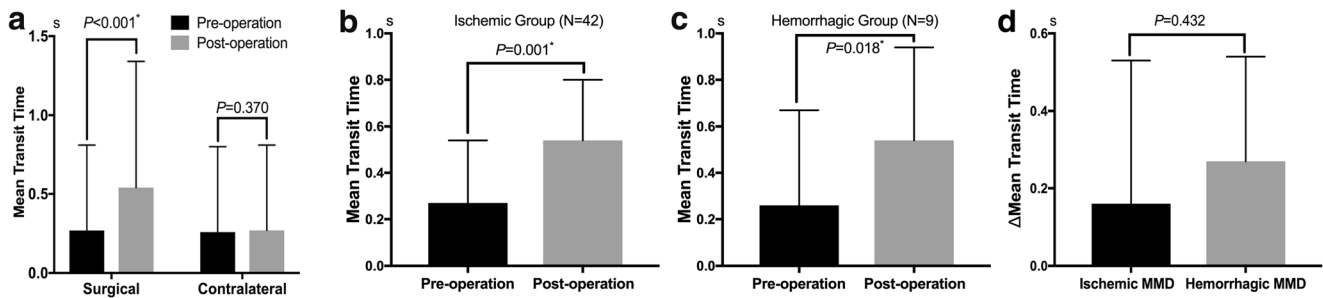 a
s
P<0.001*
Pre-operation
Post-operation
P=0.370
Mean Transit Time
1.5
1.0
0.5
0.0
Surgical
Contralateral
b
s
Ischemic Group (N=42)
P=0.001*
Mean Transit Time
1.0
0.8
0.6
0.4
0.2
0.0
Pre-operation
Post-operation
c
s
Hemorrhagic Group (N=9)
P=0.018*
Mean Transit Time
1.0
0.8
0.6
0.4
0.2
0.0
Pre-operation
Post-operation
d
s
P=0.432
ΔMean Transit Time
0.6
0.4
0.2
0.0
Ischemic MMD
Hemorrhagic MMD